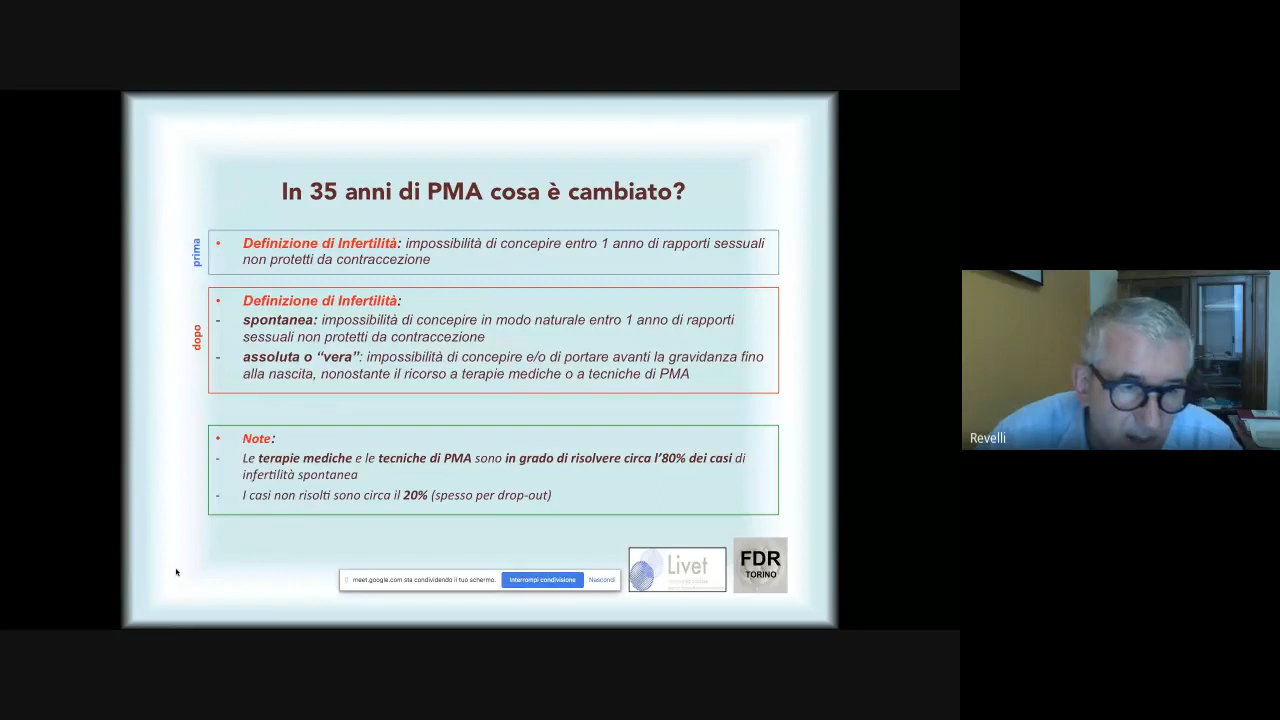 In 35 anni di PMA cosa è cambiato?
prima
• Definizione di Infertilità: impossibilità di concepire entro 1 anno di rapporti sessuali
non protetti da contraccezione
dopo
• Definizione di Infertilità:
- spontanea: impossibilità di concepire in modo naturale entro 1 anno di rapporti
sessuali non protetti da contraccezione
- assoluta o “vera”: impossibilità di concepire e/o di portare avanti la gravidanza fino
alla nascita, nonostante il ricorso a terapie mediche o a tecniche di PMA
• Note:
- Le terapie mediche e le tecniche di PMA sono in grado di risolvere circa l’80% dei casi di
infertilità spontanea
- I casi non risolti sono circa il 20% (spesso per drop-out)
meet.google.com sta condividendo il tuo schermo. Interrompi condivisione Nascondi
Livet
FDR
TORINO
Revelli